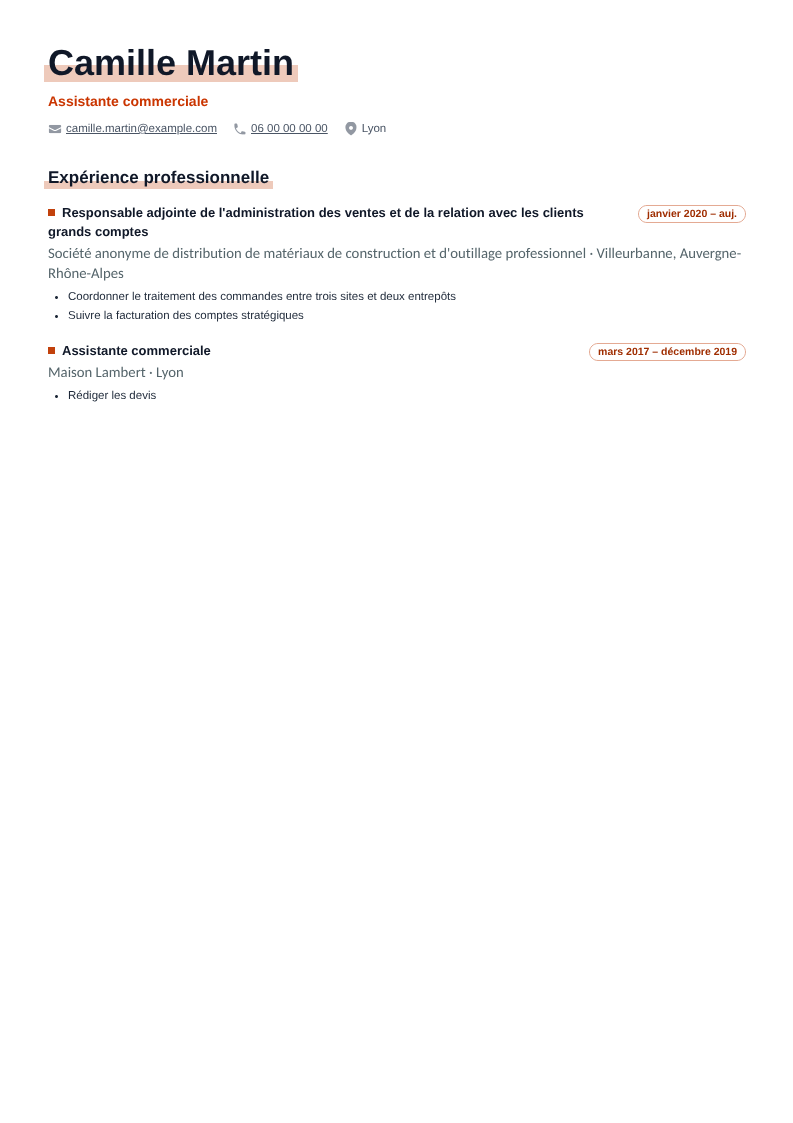 Camille Martin
Assistante commerciale
camille.martin@example.com 06 00 00 00 00 Lyon
Expérience professionnelle
Responsable adjointe de l'administration des ventes et de la relation avec les clients janvier 2020 – auj.
grands comptes
Société anonyme de distribution de matériaux de construction et d'outillage professionnel · Villeurbanne, Auvergne-
Rhône-Alpes
• Coordonner le traitement des commandes entre trois sites et deux entrepôts
• Suivre la facturation des comptes stratégiques
Assistante commerciale mars 2017 – décembre 2019
Maison Lambert · Lyon
• Rédiger les devis